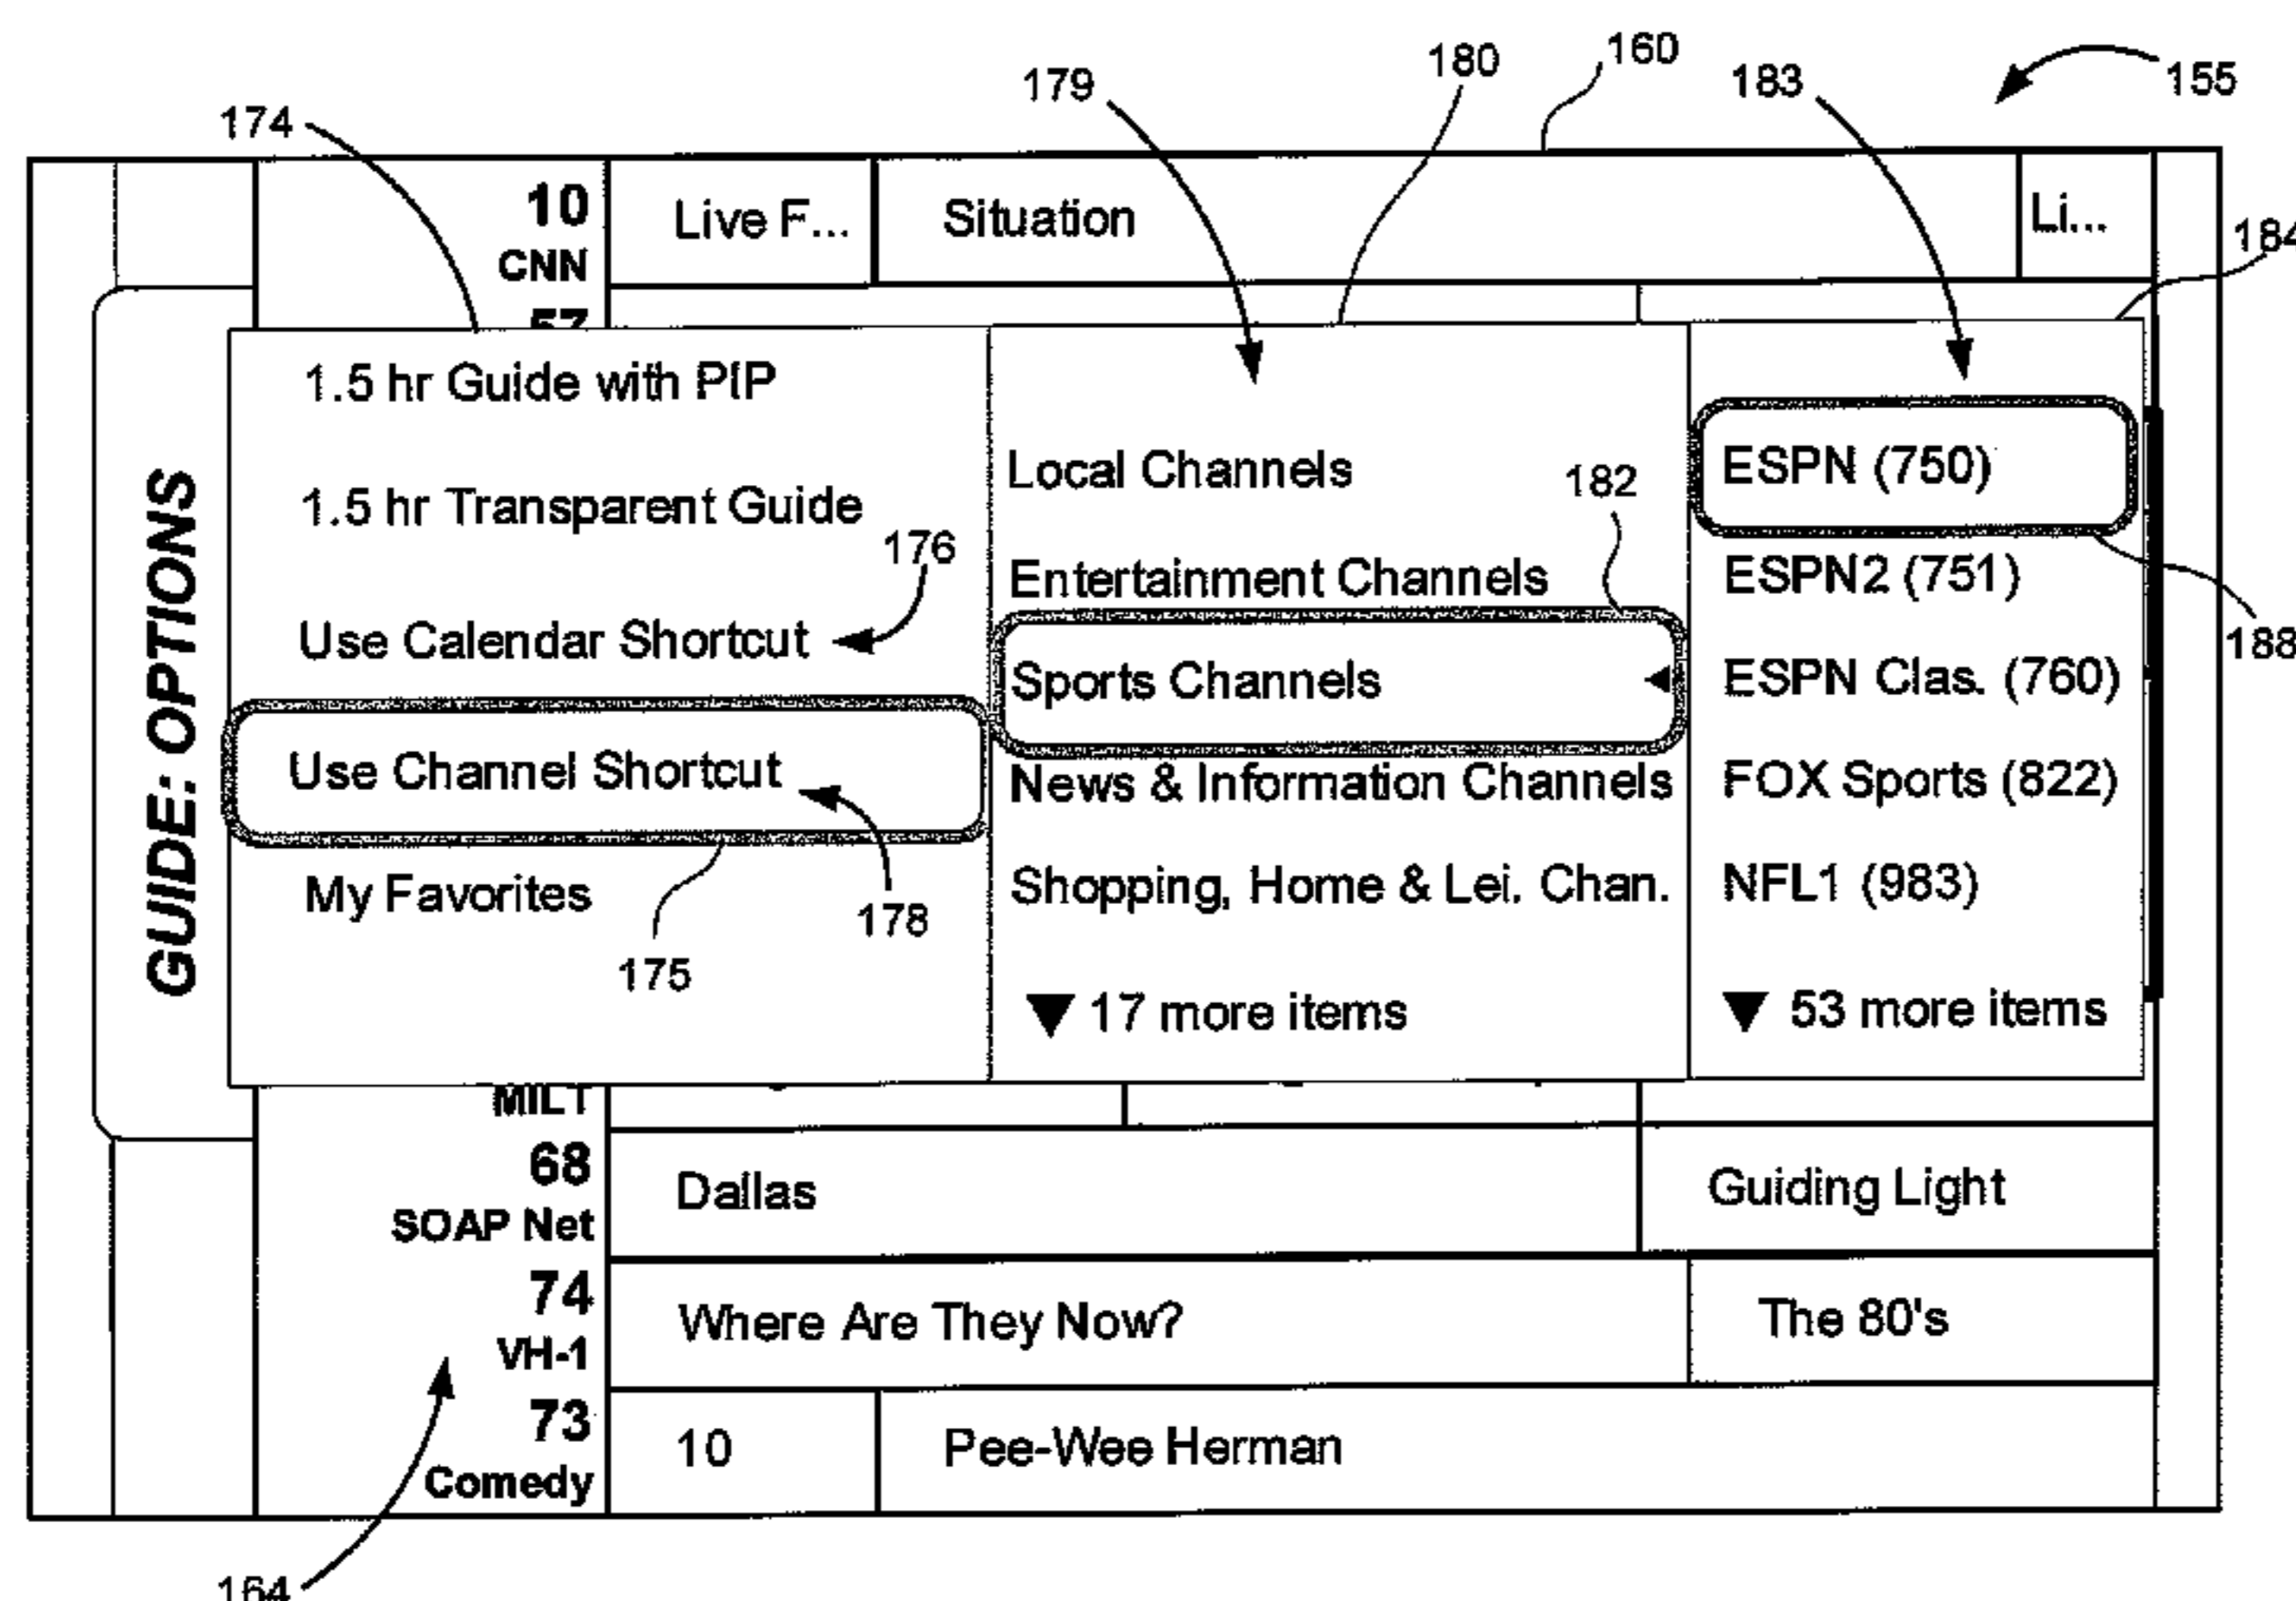 180
160
179
183
155
174
10
Live F...
Situation
Li...
184
CNN
57
1.5 hr Guide with PIP
Local Channels
182
ESPN (750)
1.5 hr Transparent Guide
176
Entertainment Channels
ESPN2 (751)
188
Use Calendar Shortcut
Sports Channels
ESPN Clas. (760)
GUIDE: OPTIONS
Use Channel Shortcut
News & Information Channels
FOX Sports (822)
My Favorites
178
Shopping, Home & Lei. Chan.
NFL1 (983)
175
▼ 17 more items
▼ 53 more items
MILT
68
SOAP Net
Dallas
Guiding Light
74
VH-1
Where Are They Now?
The 80's
73
Comedy
10
Pee-Wee Herman
164